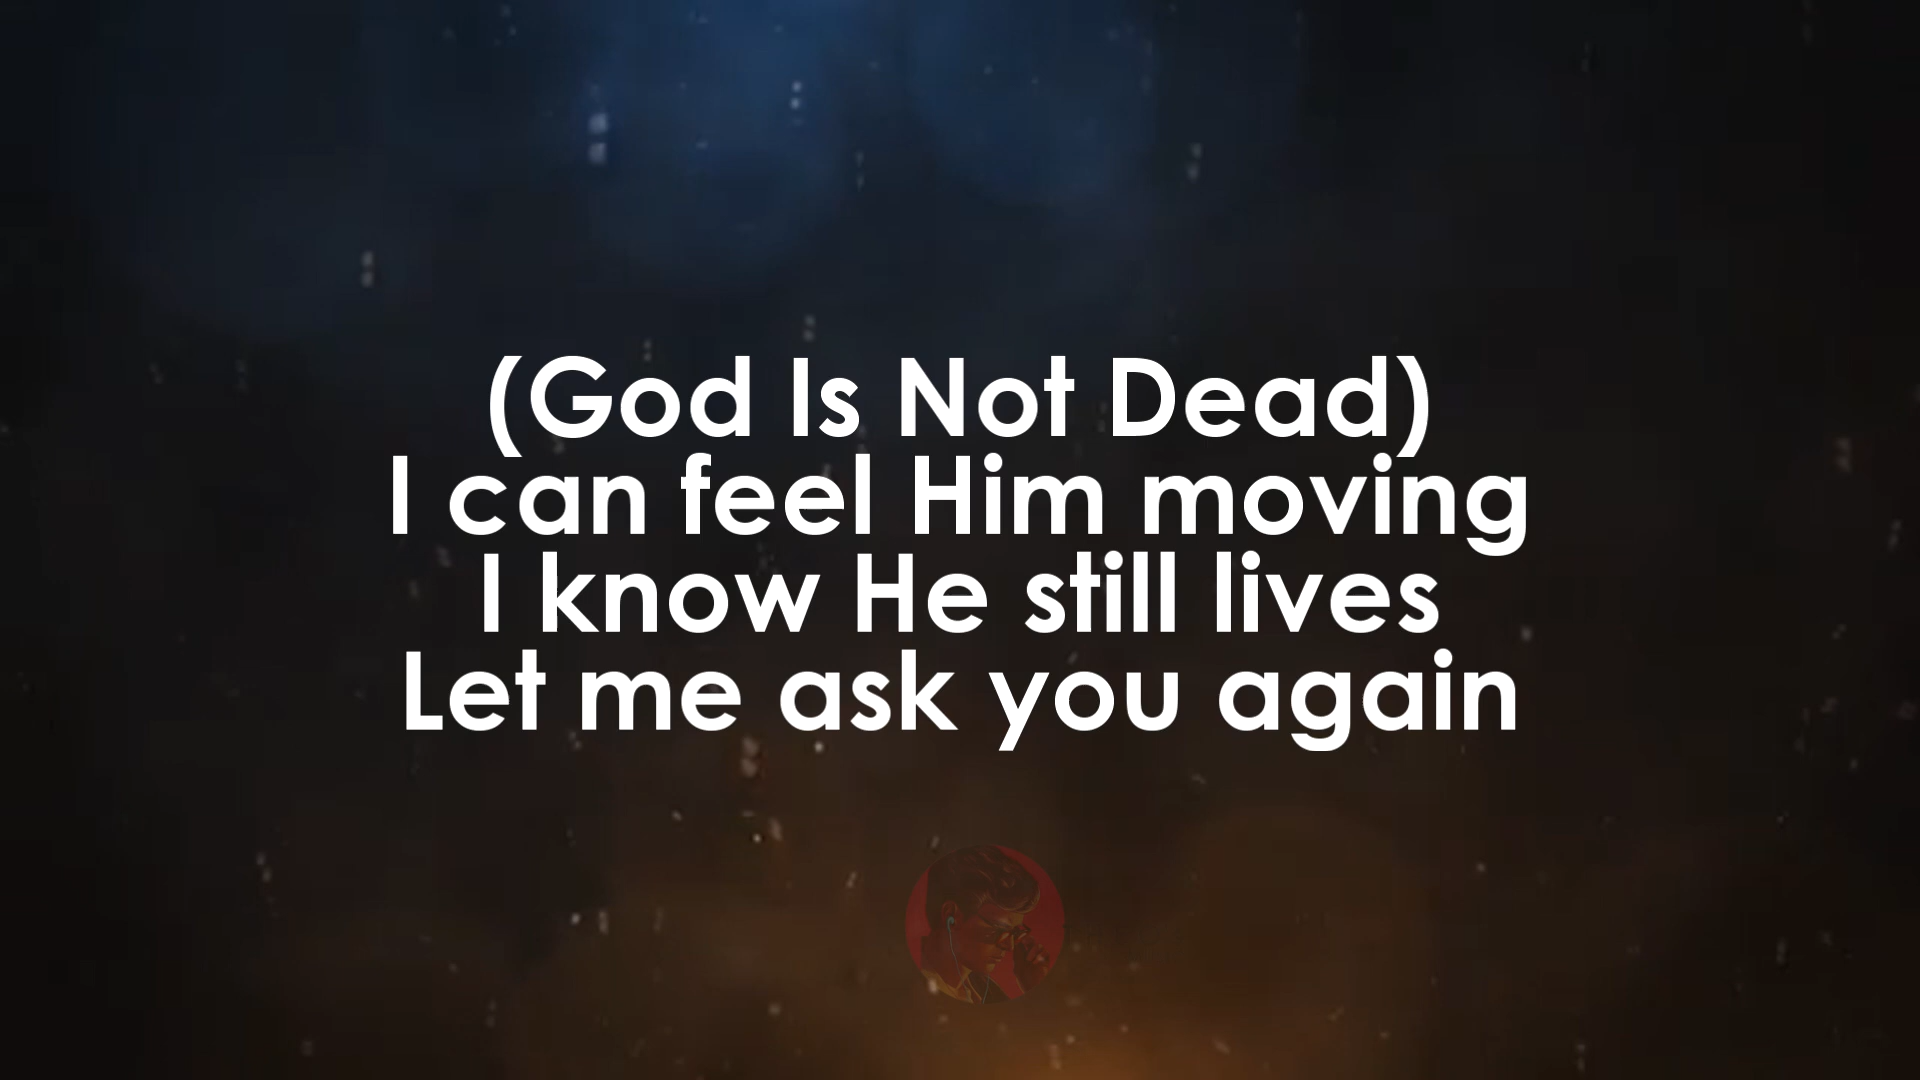 (God Is Not Dead)
I can feel Him moving
I know He still lives
Let me ask you again